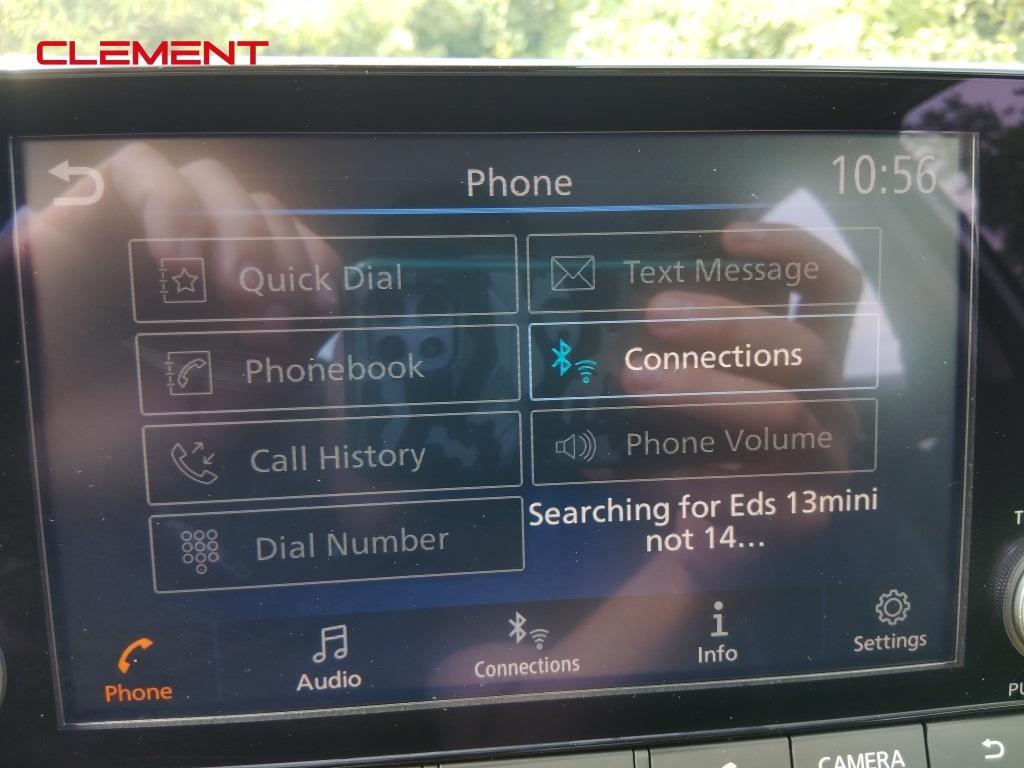 CLEMENT
Phone
10:56
Quick Dial
Text Message
Phonebook
Connections
Call History
Phone Volume
Dial Number
Searching for Eds 13mini
not 14...
Phone
Audio
Connections
Info
Settings
CAMERA